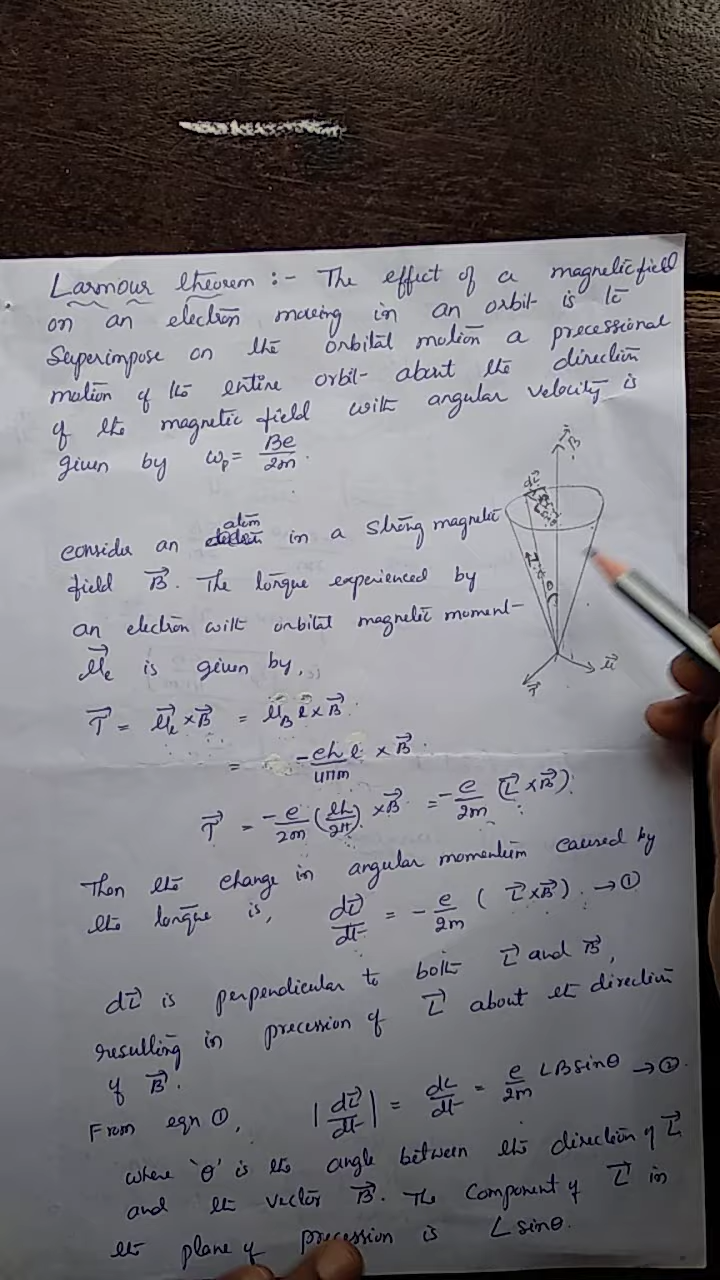 Larmour theorem :- The effect of a magnetic field
on an electron moving in an orbit is to
Superimpose on the orbital motion a precessional
motion of the entire orbit about the direction
of the magnetic field with angular velocity is
given by ωp = Be/2m.
consider an atom in a strong magnetic
field B⃗. The torque experienced by
an electron with orbital magnetic moment
μ⃗ₑ is given by,
τ⃗ = μ⃗ₑ × B⃗ = μ_B l × B⃗.
= -eh/4πm l × B⃗.
τ⃗ = -e/2m (lh/2π) × B⃗ = -e/2m (L⃗ × B⃗).
Then the change in angular momentum caused by
the torque is, dL⃗/dt = -e/2m (L⃗ × B⃗). → ①
dL⃗ is perpendicular to both L⃗ and B⃗,
resulting in precession of L⃗ about the direction
of B⃗.
From eqn ①, |dL⃗/dt| = dL/dt = e/2m LB sinθ → ②.
where 'θ' is the angle between the direction of L⃗
and the vector B⃗. The component of L⃗ in
the plane of precession is L sinθ.
B⃗
dL⃗
L⃗
θ
τ⃗
μ⃗